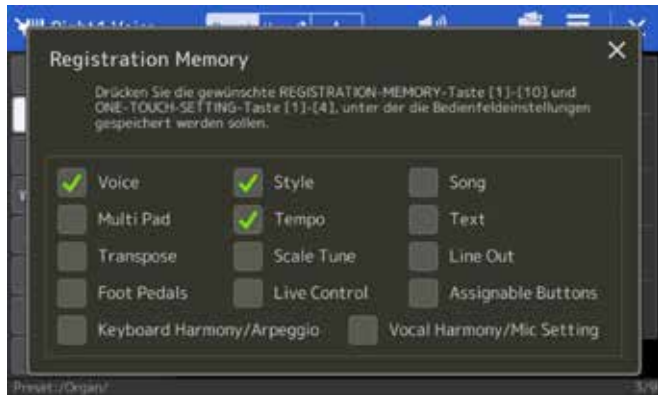 Registration Memory
Drücken Sie die gewünschte REGISTRATION-MEMORY-Taste [1]-[10] und
ONE-TOUCH-SETTING-Taste [1]-[4], unter der die Bedienfeldeinstellungen
gespeichert werden sollen.
Voice Style Song
Multi Pad Tempo Text
Transpose Scale Tune Line Out
Foot Pedals Live Control Assignable Buttons
Keyboard Harmony/Arpeggio Vocal Harmony/Mic Setting
Preset:/Organ/ 3/9